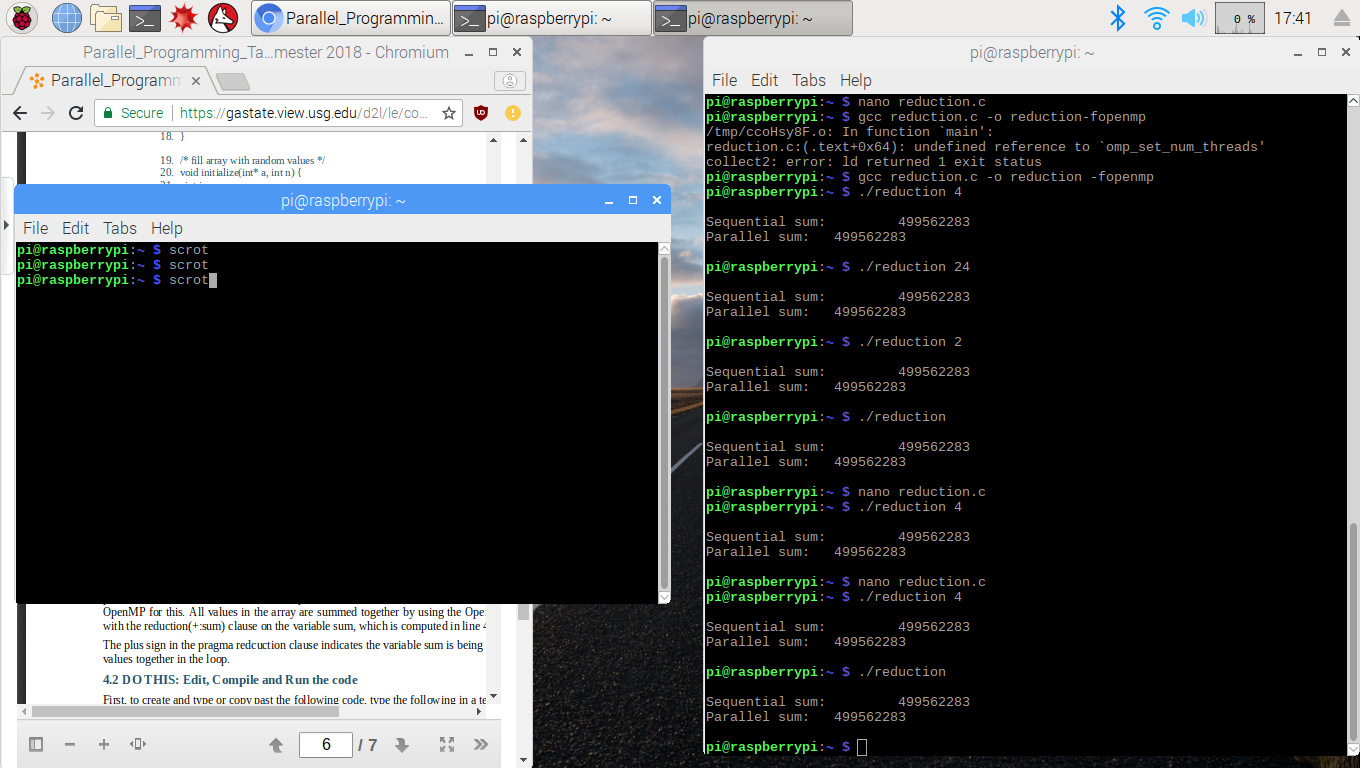 Parallel_Programmin...
pi@raspberrypi: ~
pi@raspberrypi: ~
0 %
17:41
Parallel_Programming_Ta...mester 2018 - Chromium
Parallel_Programm
Secure
https://gastate.view.usg.edu/d2l/le/co...
18. }
19. /* fill array with random values */
20. void initialize(int* a, int n) {
pi@raspberrypi: ~
File Edit Tabs Help
pi@raspberrypi:~ $ scrot
pi@raspberrypi:~ $ scrot
pi@raspberrypi:~ $ scrot
OpenMP for this. All values in the array are summed together by using the Ope
with the reduction(+:sum) clause on the variable sum, which is computed in line 4
The plus sign in the pragma redcuction clause indicates the variable sum is being
values together in the loop.
4.2 DO THIS: Edit, Compile and Run the code
First, to create and type or copy past the following code, type the following in a te
6 / 7
pi@raspberrypi: ~
File Edit Tabs Help
pi@raspberrypi:~ $ nano reduction.c
pi@raspberrypi:~ $ gcc reduction.c -o reduction-fopenmp
/tmp/ccoHsy8F.o: In function `main':
reduction.c:(.text+0x64): undefined reference to `omp_set_num_threads'
collect2: error: ld returned 1 exit status
pi@raspberrypi:~ $ gcc reduction.c -o reduction -fopenmp
pi@raspberrypi:~ $ ./reduction 4
Sequential sum: 499562283
Parallel sum: 499562283
pi@raspberrypi:~ $ ./reduction 24
Sequential sum: 499562283
Parallel sum: 499562283
pi@raspberrypi:~ $ ./reduction 2
Sequential sum: 499562283
Parallel sum: 499562283
pi@raspberrypi:~ $ ./reduction
Sequential sum: 499562283
Parallel sum: 499562283
pi@raspberrypi:~ $ nano reduction.c
pi@raspberrypi:~ $ ./reduction 4
Sequential sum: 499562283
Parallel sum: 499562283
pi@raspberrypi:~ $ nano reduction.c
pi@raspberrypi:~ $ ./reduction 4
Sequential sum: 499562283
Parallel sum: 499562283
pi@raspberrypi:~ $ ./reduction
Sequential sum: 499562283
Parallel sum: 499562283
pi@raspberrypi:~ $